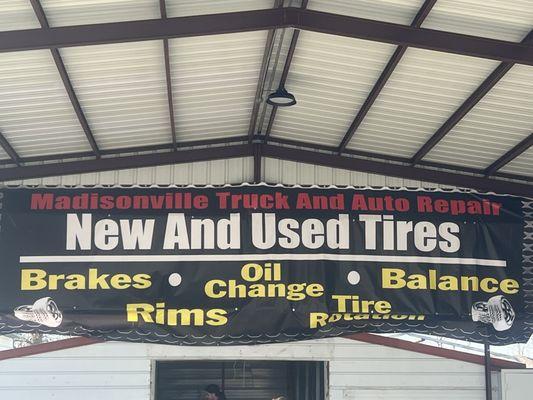 Madisonville Truck And Auto Repair
New And Used Tires
Brakes • Oil Change • Balance
Rims Tire Rotation